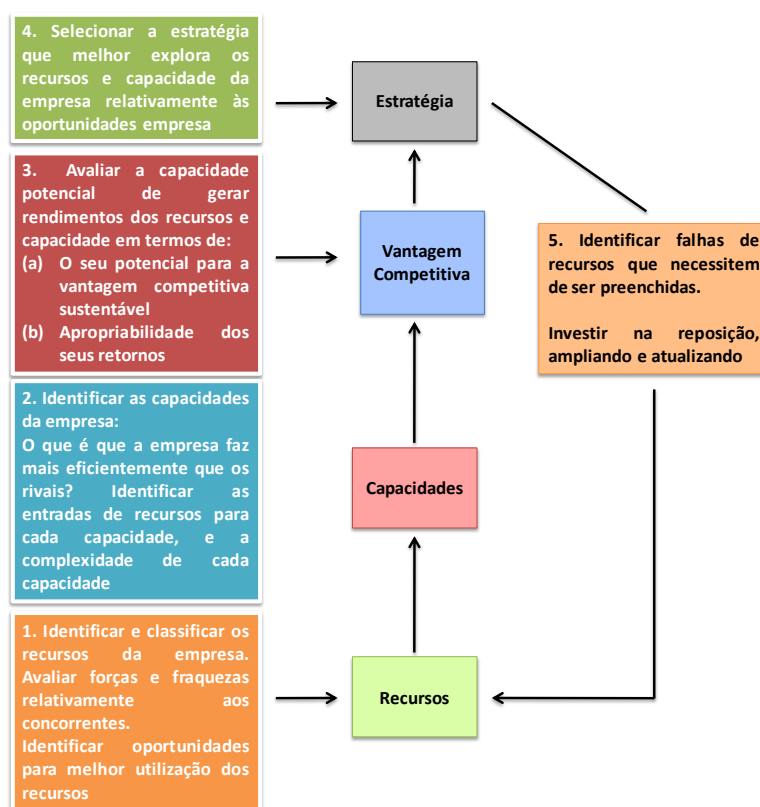 4. Selecionar a estratégia
que melhor explora os
recursos e capacidade da
empresa relativamente às
oportunidades empresa
Estratégia
3. Avaliar a capacidade
potencial de gerar
rendimentos dos recursos e
capacidade em termos de:
(a) O seu potencial para a
vantagem competitiva
sustentável
(b) Apropriabilidade dos
seus retornos
Vantagem
Competitiva
5. Identificar falhas de
recursos que necessitem
de ser preenchidas.
Investir na reposição,
ampliando e atualizando
2. Identificar as capacidades
da empresa:
O que é que a empresa faz
mais eficientemente que os
rivais? Identificar as
entradas de recursos para
cada capacidade, e a
complexidade de cada
capacidade
Capacidades
1. Identificar e classificar os
recursos da empresa.
Avaliar forças e fraquezas
relativamente aos
concorrentes.
Identificar oportunidades
para melhor utilização dos
recursos
Recursos